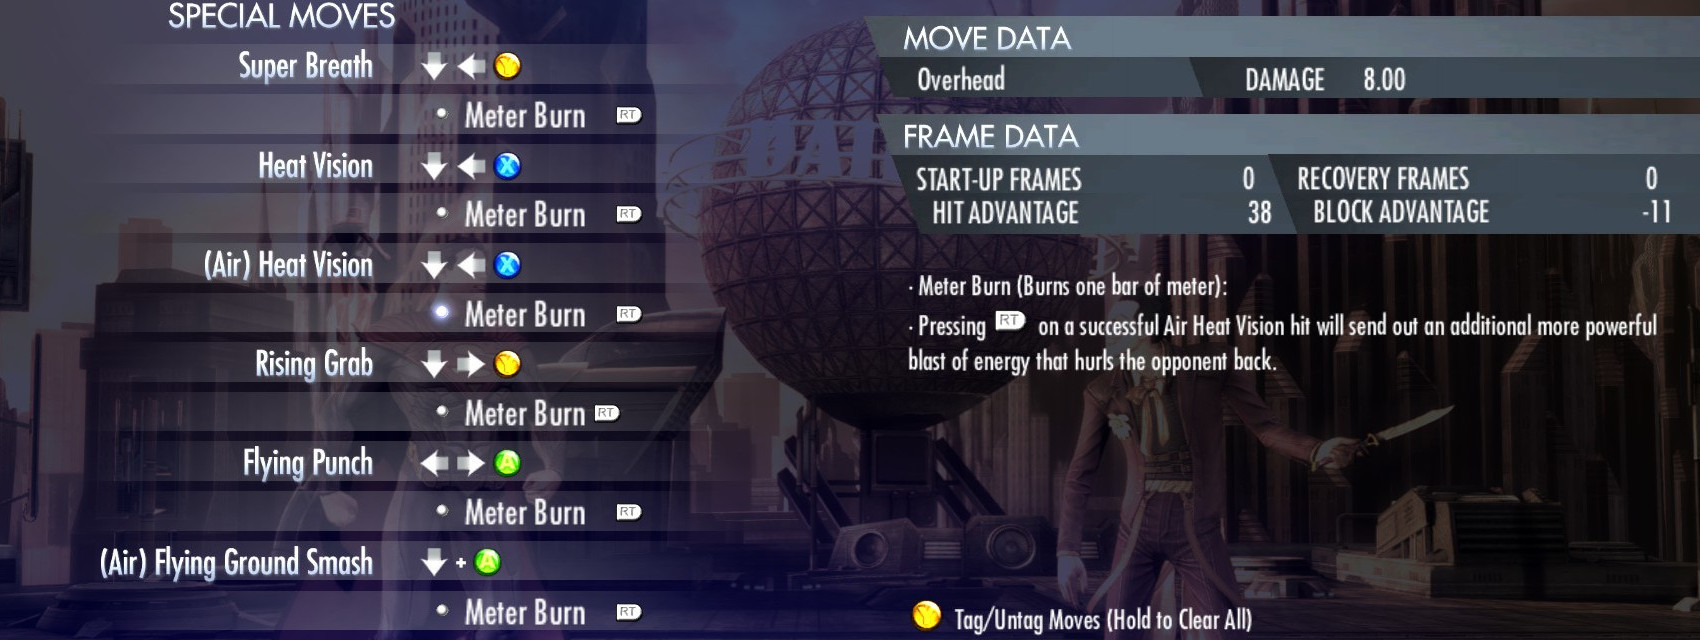 SPECIAL MOVES
Super Breath Y
Meter Burn RT
Heat Vision X
Meter Burn RT
(Air) Heat Vision X
Meter Burn RT
Rising Grab Y
Meter Burn RT
Flying Punch A
Meter Burn RT
(Air) Flying Ground Smash + A
Meter Burn RT
MOVE DATA
Overhead DAMAGE 8.00
FRAME DATA
START-UP FRAMES 0 RECOVERY FRAMES 0
HIT ADVANTAGE 38 BLOCK ADVANTAGE -11
· Meter Burn (Burns one bar of meter):
· Pressing RT on a successful Air Heat Vision hit will send out an additional more powerful
blast of energy that hurls the opponent back.
Y Tag/Untag Moves (Hold to Clear All)